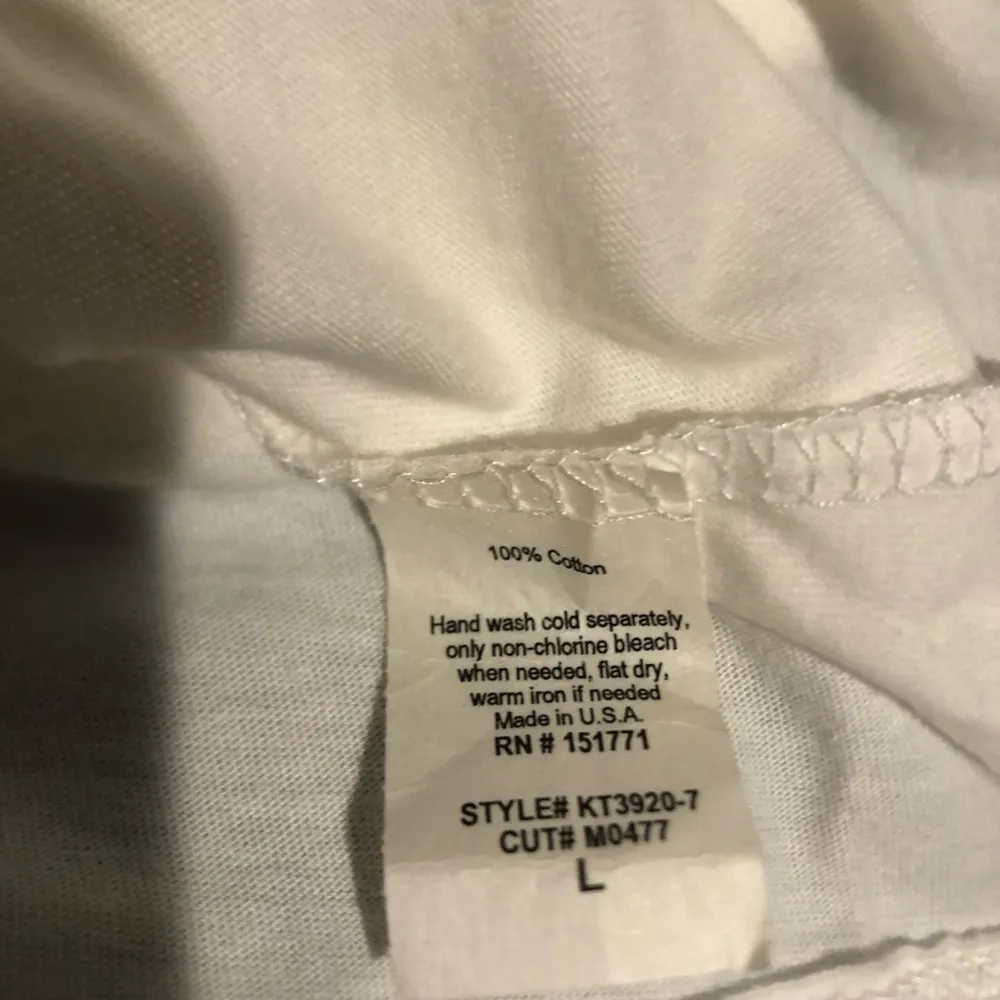 100% Cotton
Hand wash cold separately,
only non-chlorine bleach
when needed, flat dry,
warm iron if needed
Made in U.S.A.
RN # 151771
STYLE# KT3920-7
CUT# M0477
L